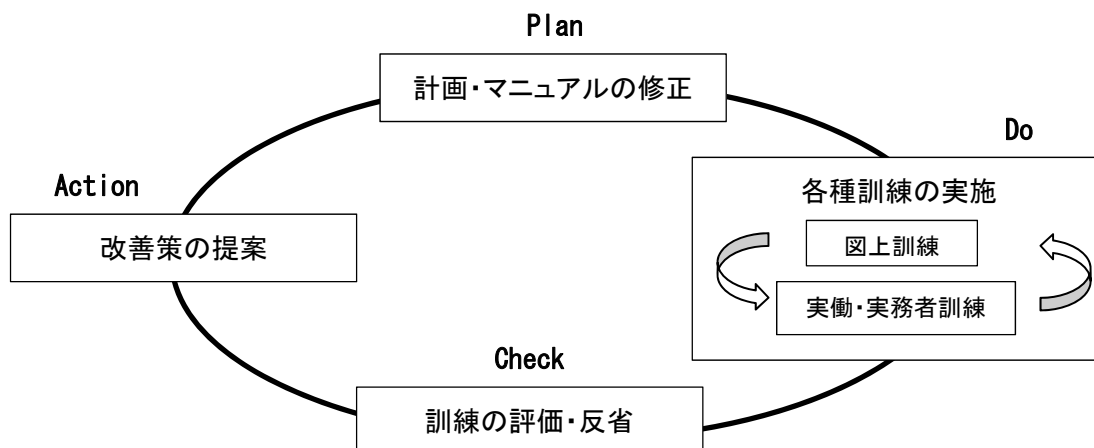 Plan
計画・マニュアルの修正
Do
各種訓練の実施
図上訓練
実働・実務者訓練
Action
改善策の提案
Check
訓練の評価・反省